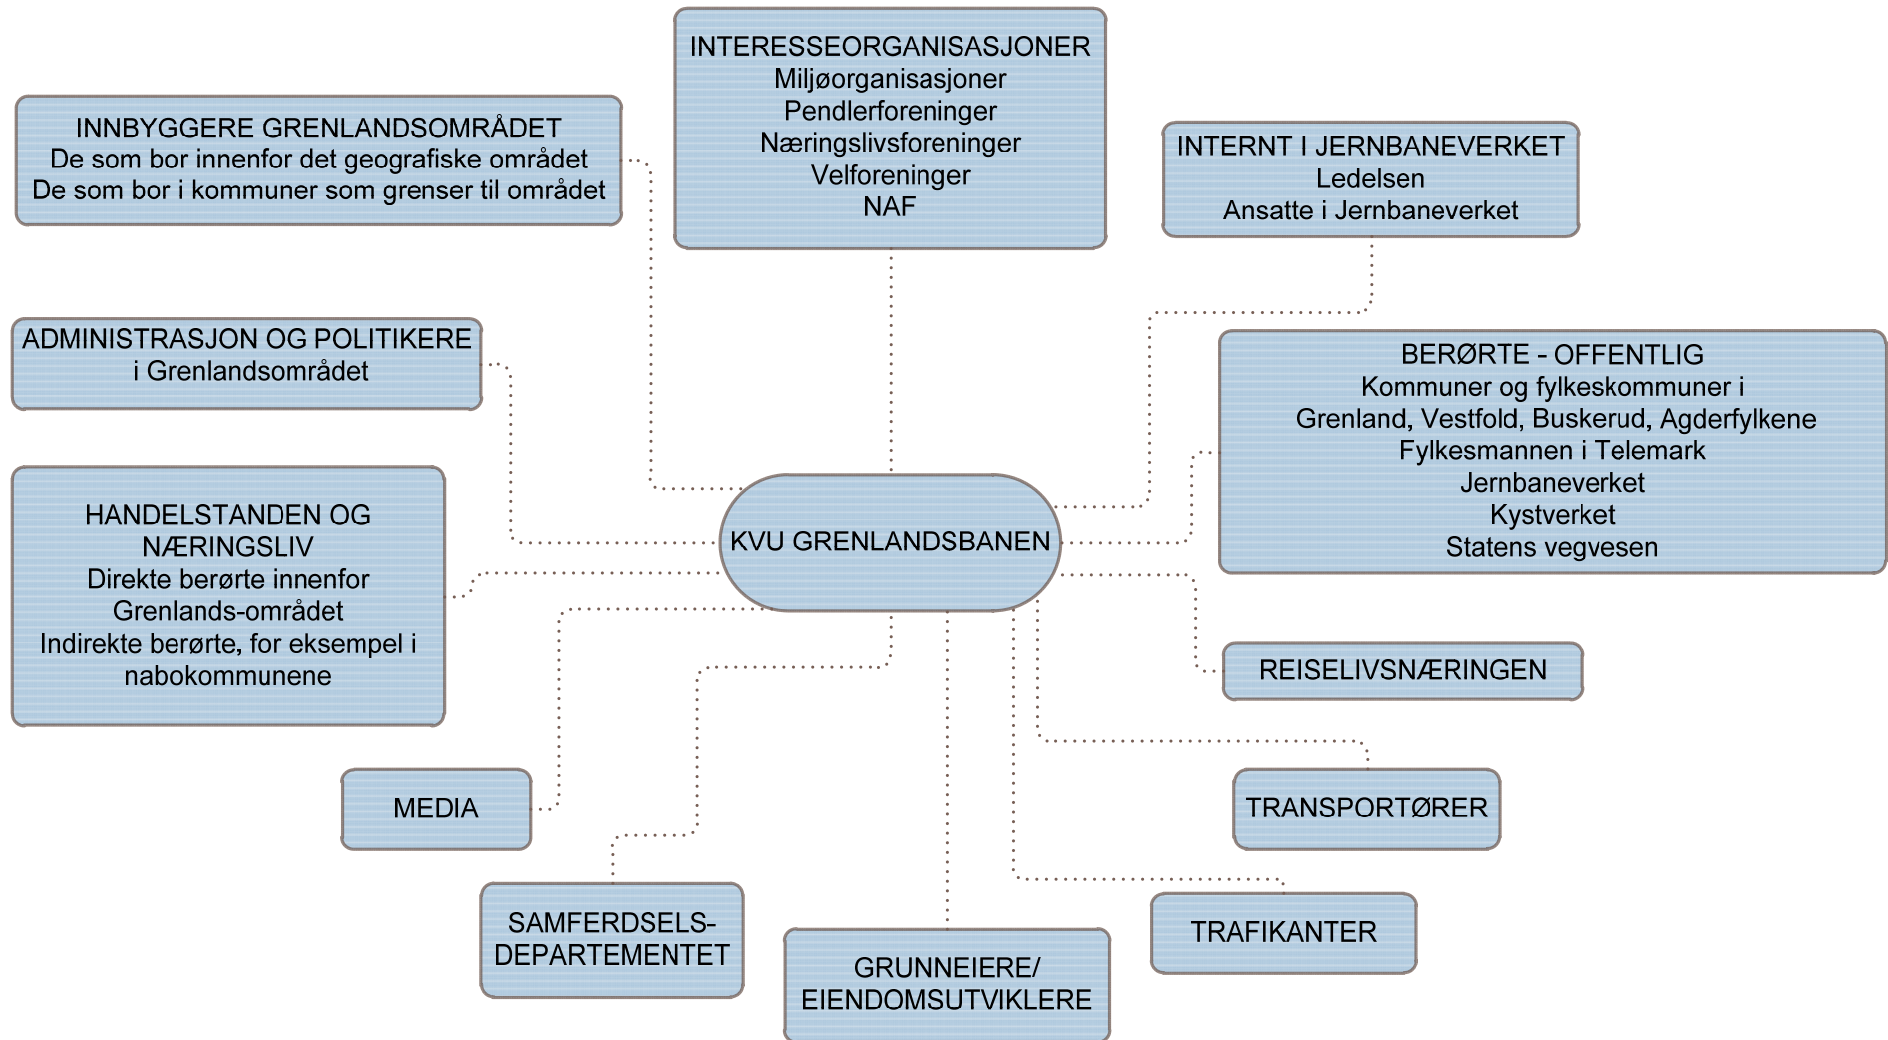 INTERESSEORGANISASJONER
Miljøorganisasjoner
Pendlerforeninger
Næringslivsforeninger
Velforeninger
NAF
INNBYGGERE GRENLANDSOMRÅDET
De som bor innenfor det geografiske området
De som bor i kommuner som grenser til området
INTERNT I JERNBANEVERKET
Ledelsen
Ansatte i Jernbaneverket
ADMINISTRASJON OG POLITIKERE
i Grenlandsområdet
BERØRTE - OFFENTLIG
Kommuner og fylkeskommuner i
Grenland, Vestfold, Buskerud, Agderfylkene
Fylkesmannen i Telemark
Jernbaneverket
Kystverket
Statens vegvesen
HANDELSTANDEN OG
NÆRINGSLIV
Direkte berørte innenfor
Grenlands-området
Indirekte berørte, for eksempel i
nabokommunene
KVU GRENLANDSBANEN
REISELIVSNÆRINGEN
MEDIA
TRANSPORTØRER
SAMFERDSELS-
DEPARTEMENTET
TRAFIKANTER
GRUNNEIERE/
EIENDOMSUTVIKLERE